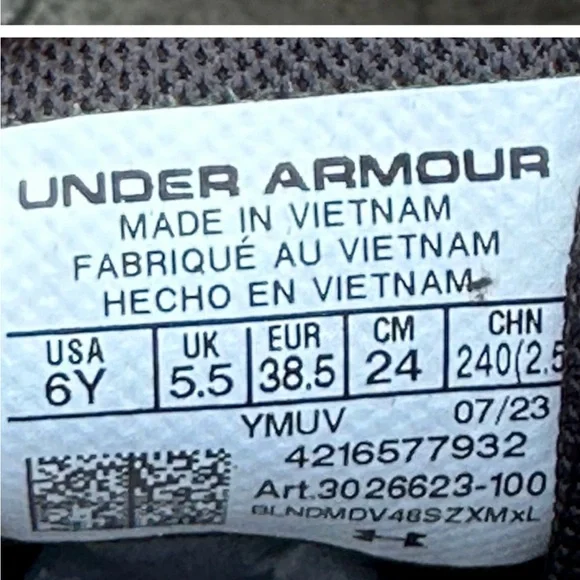 UNDER ARMOUR
MADE IN VIETNAM
FABRIQUÉ AU VIETNAM
HECHO EN VIETNAM
USA UK EUR CM CHN
6Y 5.5 38.5 24 240(2.5
YMUV 07/23
4216577932
Art.3026623-100